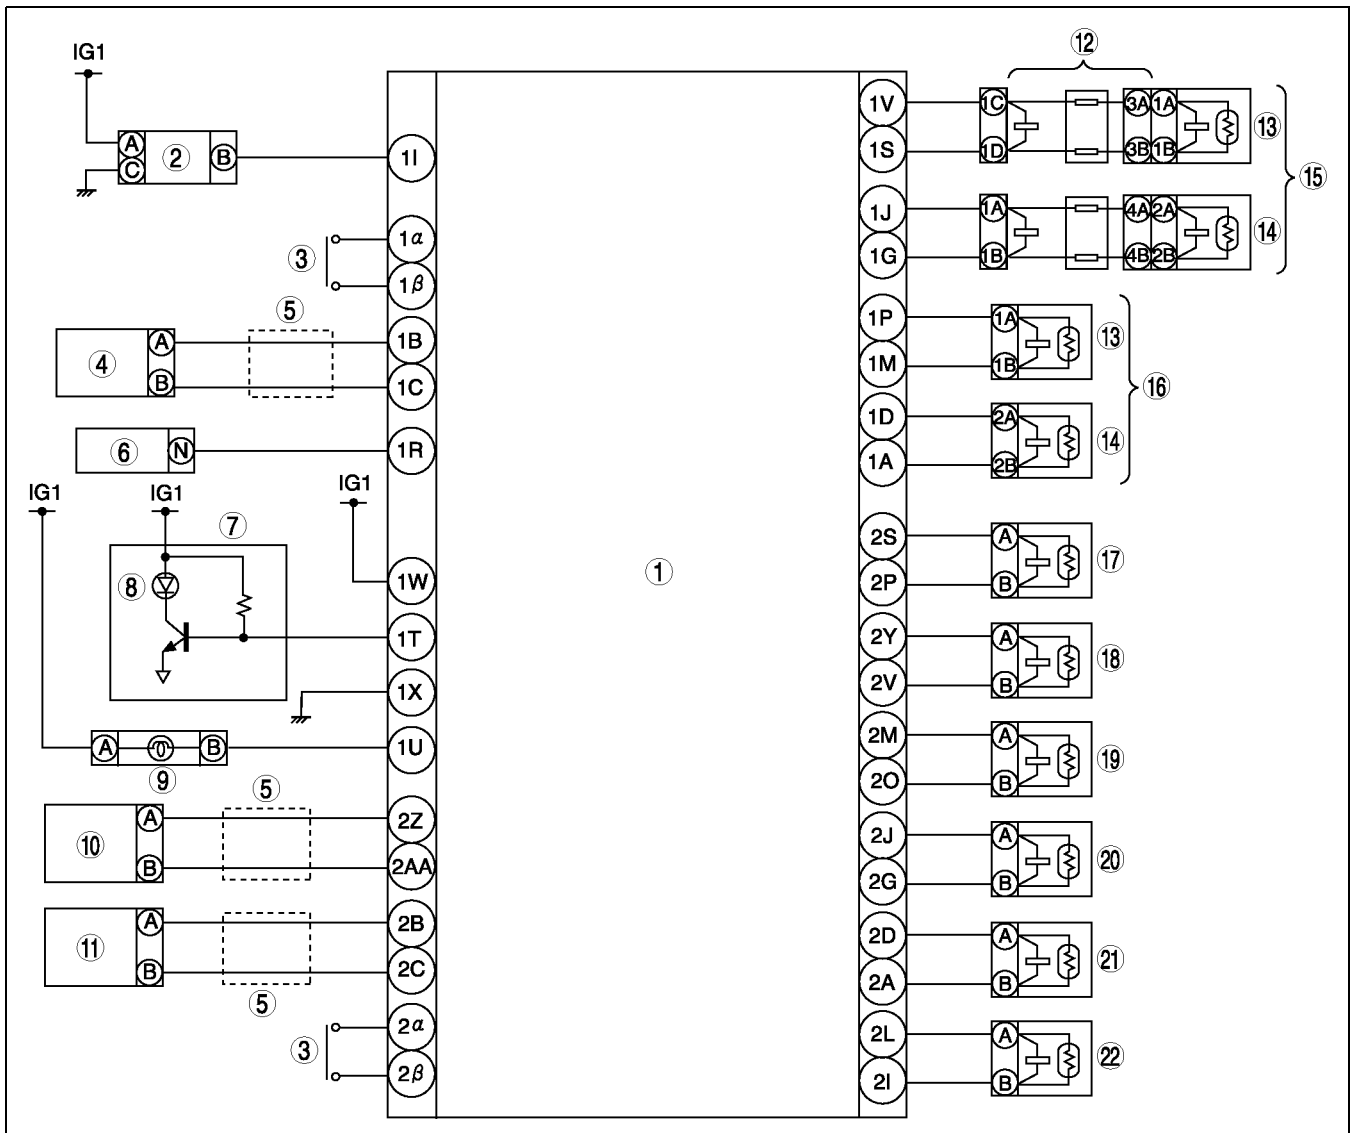 IG1
A
C
②
B
1I
③
1α
1β
④
A
B
⑤
1B
1C
⑥
N
1R
IG1
IG1
IG1
⑦
⑧
1W
1T
1X
A
B
⑨
1U
⑩
A
B
⑤
2Z
2AA
⑪
A
B
⑤
2B
2C
③
2α
2β
①
⑫
1V
1S
1C
1D
3A
1A
3B
1B
⑬
1J
1G
1A
1B
4A
2A
4B
2B
⑭
⑮
1P
1M
1A
1B
⑬
1D
1A
2A
2B
⑭
⑯
2S
2P
A
B
⑰
2Y
2V
A
B
⑱
2M
2O
A
B
⑲
2J
2G
A
B
⑳
2D
2A
A
B
㉑
2L
2I
A
B
㉒